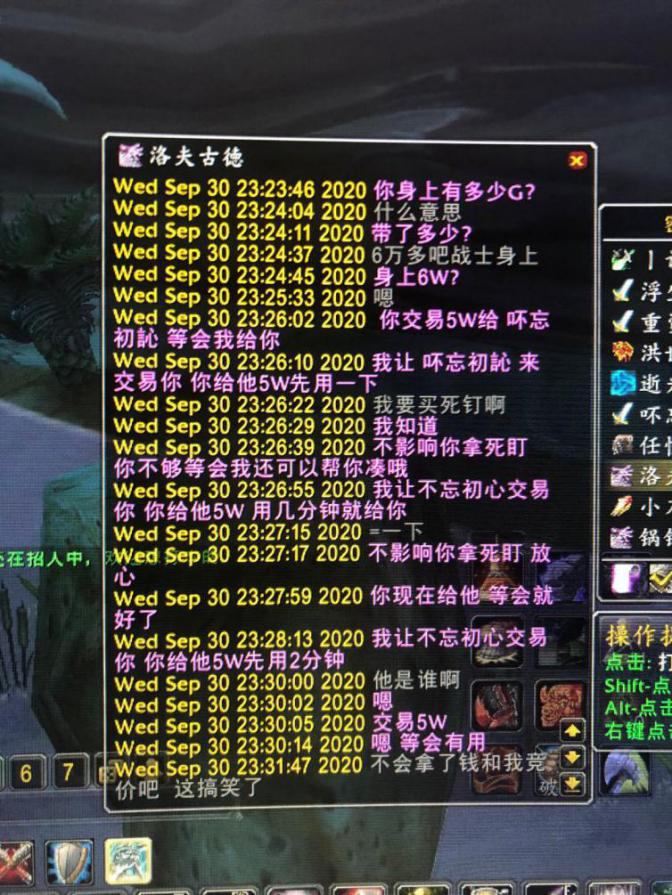 洛夫古德
Wed Sep 30 23:23:46 2020 你身上有多少G?
Wed Sep 30 23:24:04 2020 什么意思
Wed Sep 30 23:24:11 2020 带了多少?
Wed Sep 30 23:24:37 2020 6万多吧战士身上
Wed Sep 30 23:24:45 2020 身上6W?
Wed Sep 30 23:25:33 2020 嗯
Wed Sep 30 23:26:02 2020 你交易5W给 吥忘
初訫 等会我给你
Wed Sep 30 23:26:10 2020 我让 吥忘初訫 来
交易你 你给他5W先用一下
Wed Sep 30 23:26:22 2020 我要买死钉啊
Wed Sep 30 23:26:29 2020 我知道
Wed Sep 30 23:26:39 2020 不影响你拿死盯
你不够等会我还可以帮你凑哦
Wed Sep 30 23:26:55 2020 我让不忘初心交易
你 你给他5W 用几分钟就给你
Wed Sep 30 23:27:15 2020 =一下
Wed Sep 30 23:27:17 2020 不影响你拿死盯 放
心
Wed Sep 30 23:27:59 2020 你现在给他 等会就
好了
Wed Sep 30 23:28:13 2020 我让不忘初心交易
你 你给他5W先用2分钟
Wed Sep 30 23:30:00 2020 他是谁啊
Wed Sep 30 23:30:02 2020 嗯
Wed Sep 30 23:30:05 2020 交易5W
Wed Sep 30 23:30:14 2020 嗯 等会有用
Wed Sep 30 23:31:47 2020 不会拿了钱和我竞
价吧 这搞笑了
在招人中,
破
6 7
浮
重
洪
逝
吥
任
洛
小
锅
操作
点击: 打
Shift-点
Alt-点击
右键点击